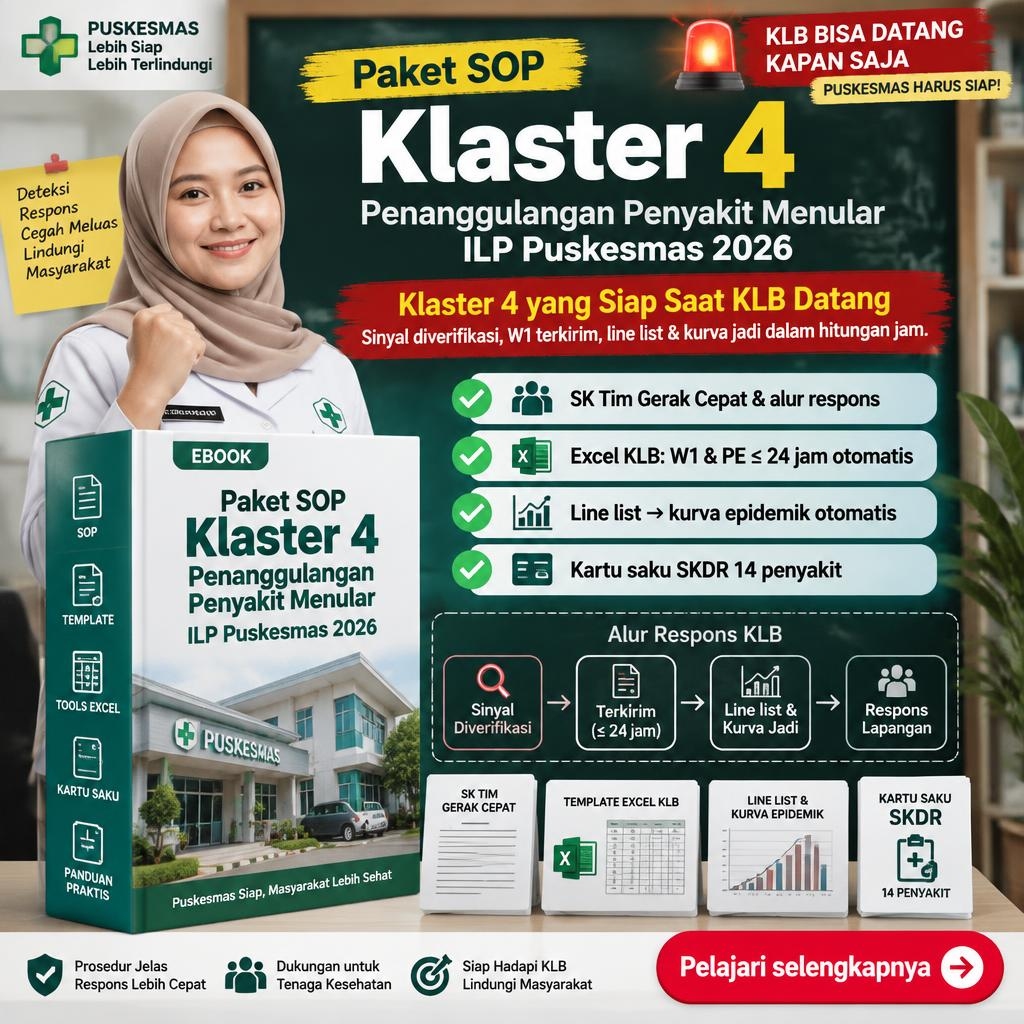 PUSKESMAS
Lebih Siap
Lebih Terlindungi
KLB BISA DATANG
KAPAN SAJA
PUSKESMAS HARUS SIAP!
Paket SOP
Klaster 4
Penanggulangan Penyakit Menular
ILP Puskesmas 2026
Deteksi
Respons
Cegah Meluas
Lindungi
Masyarakat
Klaster 4 yang Siap Saat KLB Datang
Sinyal diverifikasi, W1 terkirim, line list & kurva jadi dalam hitungan jam.
SK Tim Gerak Cepat & alur respons
Excel KLB: W1 & PE ≤ 24 jam otomatis
Line list → kurva epidemik otomatis
Kartu saku SKDR 14 penyakit
EBOOK
Paket SOP
Klaster 4
Penanggulangan
Penyakit Menular
ILP Puskesmas 2026
PUSKESMAS
Puskesmas Siap, Masyarakat Lebih Sehat
SOP
TEMPLATE
TOOLS EXCEL
KARTU SAKU
PANDUAN
PRAKTIS
Alur Respons KLB
Sinyal
Diverifikasi
→
Terkirim
(≤ 24 jam)
→
Line list &
Kurva Jadi
→
Respons
Lapangan
SK TIM
GERAK CEPAT
TEMPLATE EXCEL KLB
X
LINE LIST &
KURVA EPIDEMIK
KARTU SAKU
SKDR
14 PENYAKIT
Prosedur Jelas
Respons Lebih Cepat
Dukungan untuk
Tenaga Kesehatan
Siap Hadapi KLB
Lindungi Masyarakat
Pelajari selengkapnya →